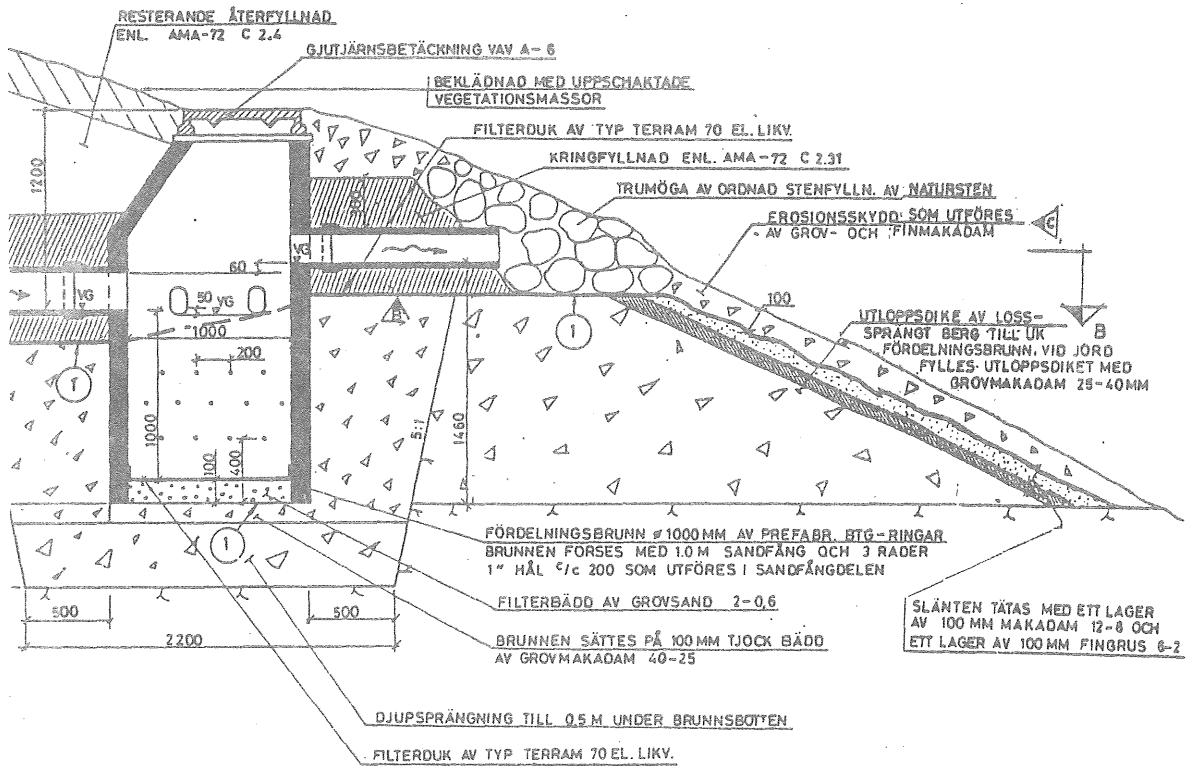 RESTERANDE ÅTERFYLLNAD
ENL. AMA-72 C 2.4
GJUTJÄRNSBETÄCKNING VAV A-6
BEKLÄDNAD MED UPPSCHAKTADE
VEGETATIONSMASSOR
FILTERDUK AV TYP TERRAM 70 EL. LIKV.
KRINGFYLLNAD ENL. AMA-72 C 2.31
TRUMÖGA AV ORDNAD STENFYLLN. AV NATURSTEN
EROSIONSSKYDD SOM UTFÖRES
AV GROV- OCH FINMAKADAM
C
1200
300
VG
60
VG
50 VG
1000
200
B
1
1
100
UTLOPPSDIKE AV LOSS-
SPRÄNGT BERG TILL UK
FÖRDELNINGSBRUNN. VID JORD
FYLLES UTLOPPSDIKET MED
GROVMAKADAM 25-40 MM
B
1000
100
400
5:1
1460
1
FÖRDELNINGSBRUNN ø 1000 MM AV PREFABR. BTG-RINGAR
BRUNNEN FÖRSES MED 1.0 M SANDFÅNG OCH 3 RADER
1" HÅL c/c 200 SOM UTFÖRES I SANDFÅNGDELEN
FILTERBÄDD AV GROVSAND 2-0,6
500
500
2200
BRUNNEN SÄTTES PÅ 100 MM TJOCK BÄDD
AV GROVMAKADAM 40-25
SLÄNTEN TÄTAS MED ETT LAGER
AV 100 MM MAKADAM 12-8 OCH
ETT LAGER AV 100 MM FINGRUS 6-2
DJUPSPRÄNGNING TILL 0,5 M UNDER BRUNNSBOTTEN
FILTERDUK AV TYP TERRAM 70 EL. LIKV.